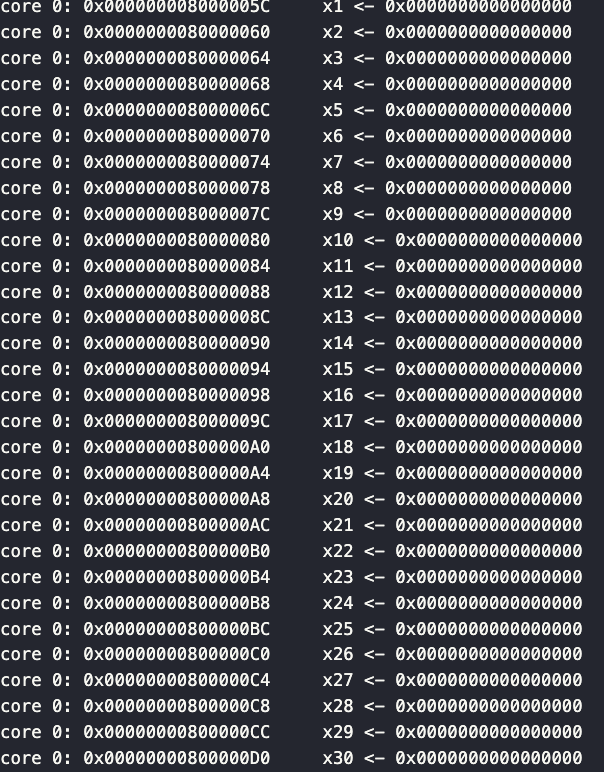 core 0: 0x000000008000005C x1 <- 0x0000000000000000
core 0: 0x0000000080000060 x2 <- 0x0000000000000000
core 0: 0x0000000080000064 x3 <- 0x0000000000000000
core 0: 0x0000000080000068 x4 <- 0x0000000000000000
core 0: 0x000000008000006C x5 <- 0x0000000000000000
core 0: 0x0000000080000070 x6 <- 0x0000000000000000
core 0: 0x0000000080000074 x7 <- 0x0000000000000000
core 0: 0x0000000080000078 x8 <- 0x0000000000000000
core 0: 0x000000008000007C x9 <- 0x0000000000000000
core 0: 0x0000000080000080 x10 <- 0x0000000000000000
core 0: 0x0000000080000084 x11 <- 0x0000000000000000
core 0: 0x0000000080000088 x12 <- 0x0000000000000000
core 0: 0x000000008000008C x13 <- 0x0000000000000000
core 0: 0x0000000080000090 x14 <- 0x0000000000000000
core 0: 0x0000000080000094 x15 <- 0x0000000000000000
core 0: 0x0000000080000098 x16 <- 0x0000000000000000
core 0: 0x000000008000009C x17 <- 0x0000000000000000
core 0: 0x00000000800000A0 x18 <- 0x0000000000000000
core 0: 0x00000000800000A4 x19 <- 0x0000000000000000
core 0: 0x00000000800000A8 x20 <- 0x0000000000000000
core 0: 0x00000000800000AC x21 <- 0x0000000000000000
core 0: 0x00000000800000B0 x22 <- 0x0000000000000000
core 0: 0x00000000800000B4 x23 <- 0x0000000000000000
core 0: 0x00000000800000B8 x24 <- 0x0000000000000000
core 0: 0x00000000800000BC x25 <- 0x0000000000000000
core 0: 0x00000000800000C0 x26 <- 0x0000000000000000
core 0: 0x00000000800000C4 x27 <- 0x0000000000000000
core 0: 0x00000000800000C8 x28 <- 0x0000000000000000
core 0: 0x00000000800000CC x29 <- 0x0000000000000000
core 0: 0x00000000800000D0 x30 <- 0x0000000000000000